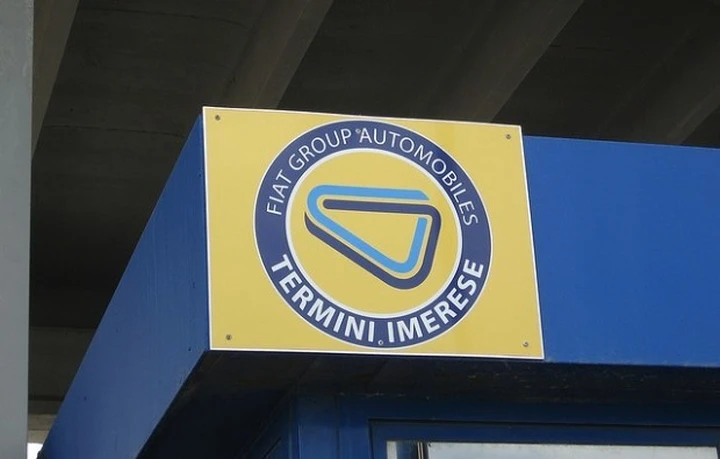 FIAT GROUP AUTOMOBILES
TERMINI IMERESE